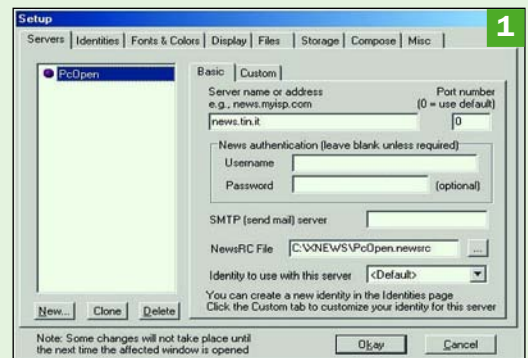 Setup
1
Servers Identities Fonts & Colors Display Files Storage Compose Misc
PcOpen
Basic Custom
Server name or address
e.g., news.myisp.com
Port number
(0 = use default)
news.tin.it
0
News authentication (leave blank unless required)
Username
Password
(optional)
SMTP (send mail) server
NewsRC File
C:\XNEWS\PcOpen.newsrc
...
Identity to use with this server
<Default>
You can create a new identity in the Identities page
Click the Custom tab to customize your identity for this server
New... Clone Delete
Note: Some changes will not take place until
the next time the affected window is opened
Okay Cancel